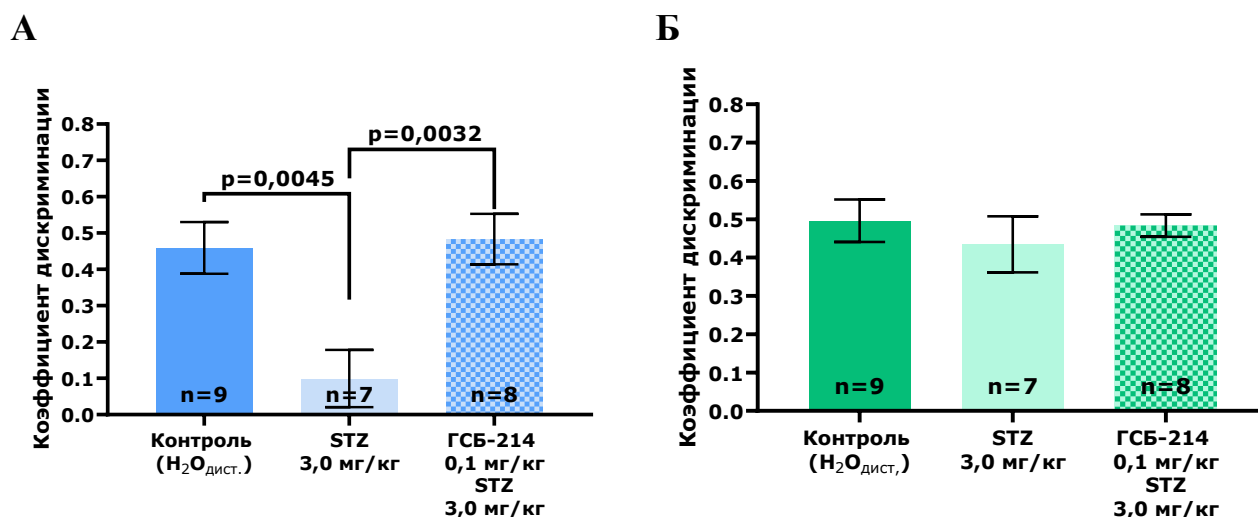 А
Коэффициент дискриминации
0.8
0.7
0.6
0.5
0.4
0.3
0.2
0.1
0.0
p=0,0045
p=0,0032
n=9
n=7
n=8
Контроль
(H₂Oдист.)
STZ
3,0 мг/кг
ГСБ-214
0,1 мг/кг
STZ
3,0 мг/кг
Б
Коэффициент дискриминации
0.8
0.7
0.6
0.5
0.4
0.3
0.2
0.1
0.0
n=9
n=7
n=8
Контроль
(H₂Oдист,)
STZ
3,0 мг/кг
ГСБ-214
0,1 мг/кг
STZ
3,0 мг/кг